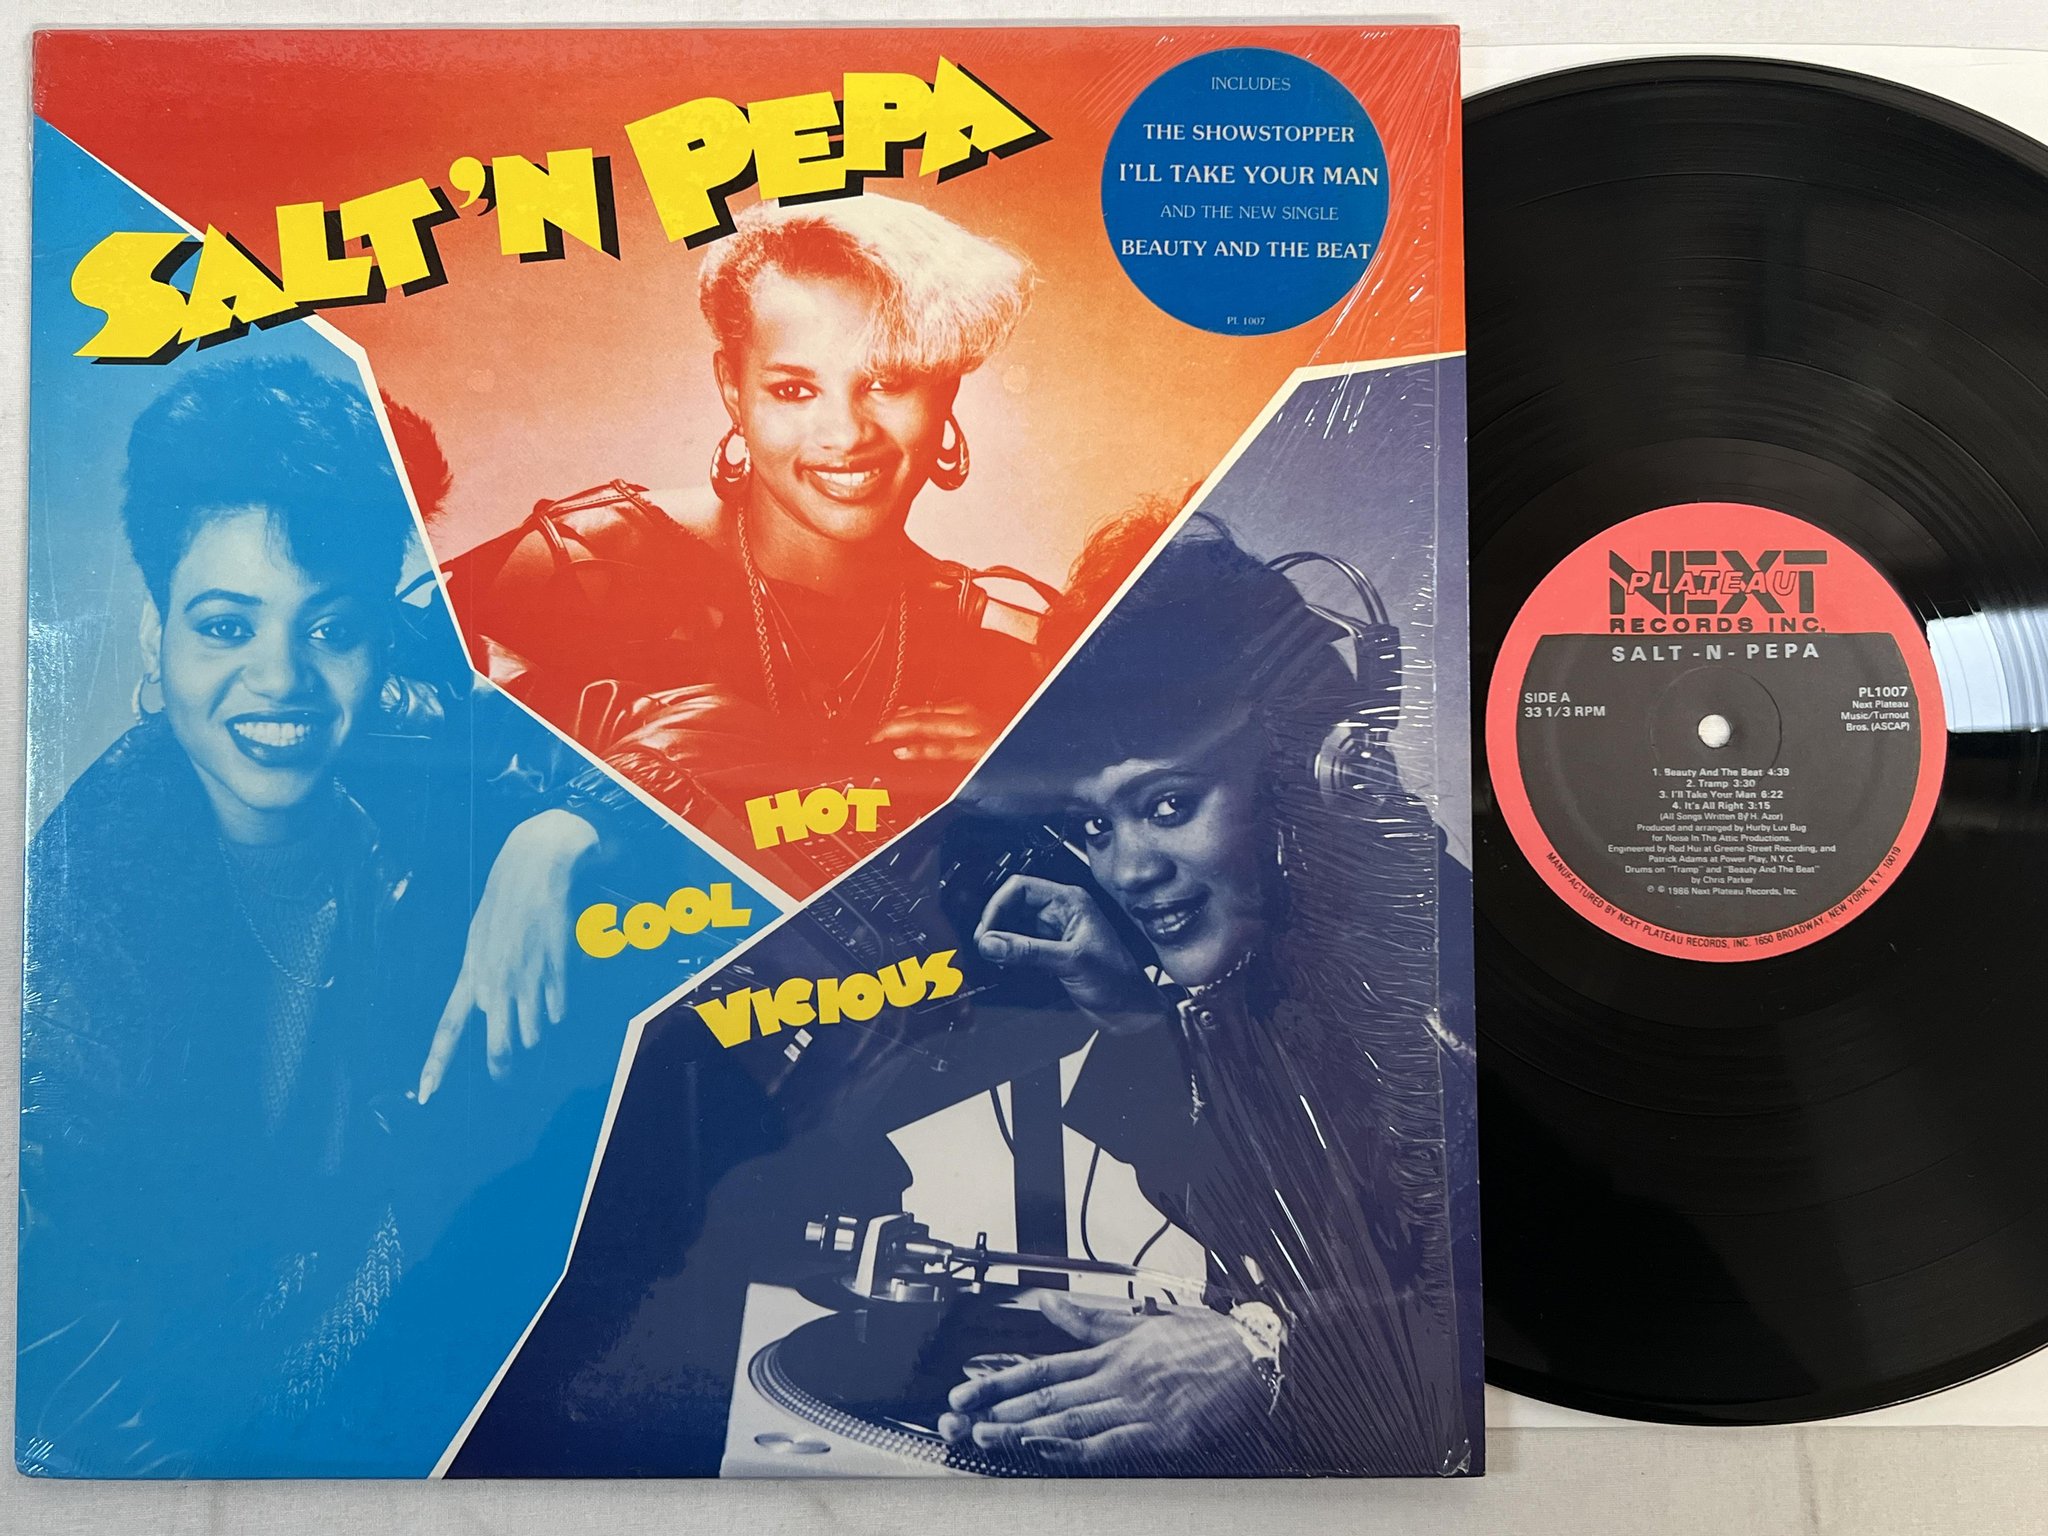 SALT 'N PEPA
INCLUDES
THE SHOWSTOPPER
I'LL TAKE YOUR MAN
AND THE NEW SINGLE
BEAUTY AND THE BEAT
PL 1007
HOT
COOL
VICIOUS
NEXT
PLATEAU
RECORDS INC.
SALT-N-PEPA
SIDE A
33 1/3 RPM
PL1007
Next Plateau
Music/Turnout
Bros. (ASCAP)
1. Beauty And The Beat 4:39
2. Tramp 3:30
3. I'll Take Your Man 6:22
4. It's All Right 3:15
(All Songs Written By H. Azor)
Produced and arranged by Hurby Luv Bug
for Noise In The Attic Productions.
Engineered by Rod Hui at Greene Street Recording, and
Patrick Adams at Power Play, N.Y.C.
Drums on "Tramp" and "Beauty And The Beat"
by Chris Parker
℗ © 1986 Next Plateau Records, Inc.
MANUFACTURED BY NEXT PLATEAU RECORDS, INC. 1650 BROADWAY, NEW YORK, N.Y. 10019